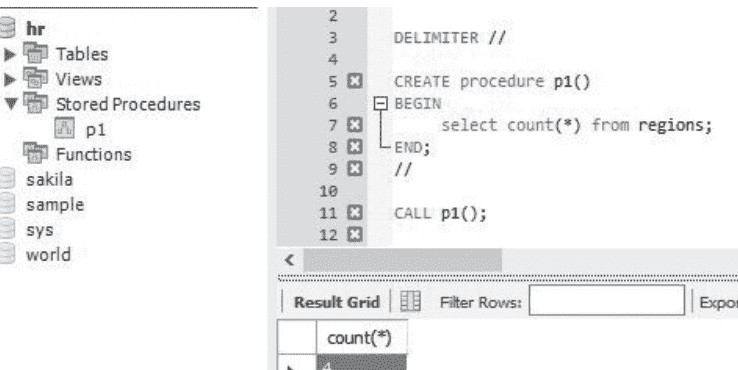 hr
Tables
Views
Stored Procedures
p1
Functions
sakila
sample
sys
world
2
3 DELIMITER //
4
5 CREATE procedure p1()
6 BEGIN
7 select count(*) from regions;
8 END;
9 //
10
11 CALL p1();
12
Result Grid Filter Rows: Expor
count(*)
4